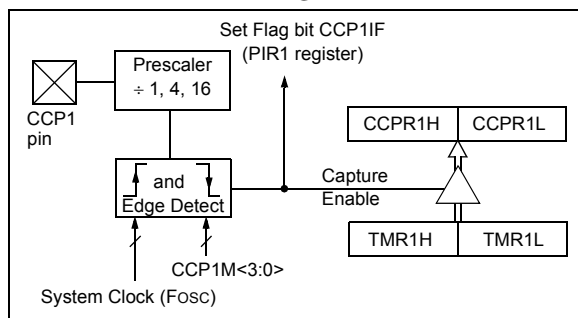 Set Flag bit CCP1IF
(PIR1 register)
Prescaler
÷ 1, 4, 16
CCP1
pin
CCPR1H
CCPR1L
and
Edge Detect
Capture
Enable
TMR1H
TMR1L
CCP1M<3:0>
System Clock (FOSC)